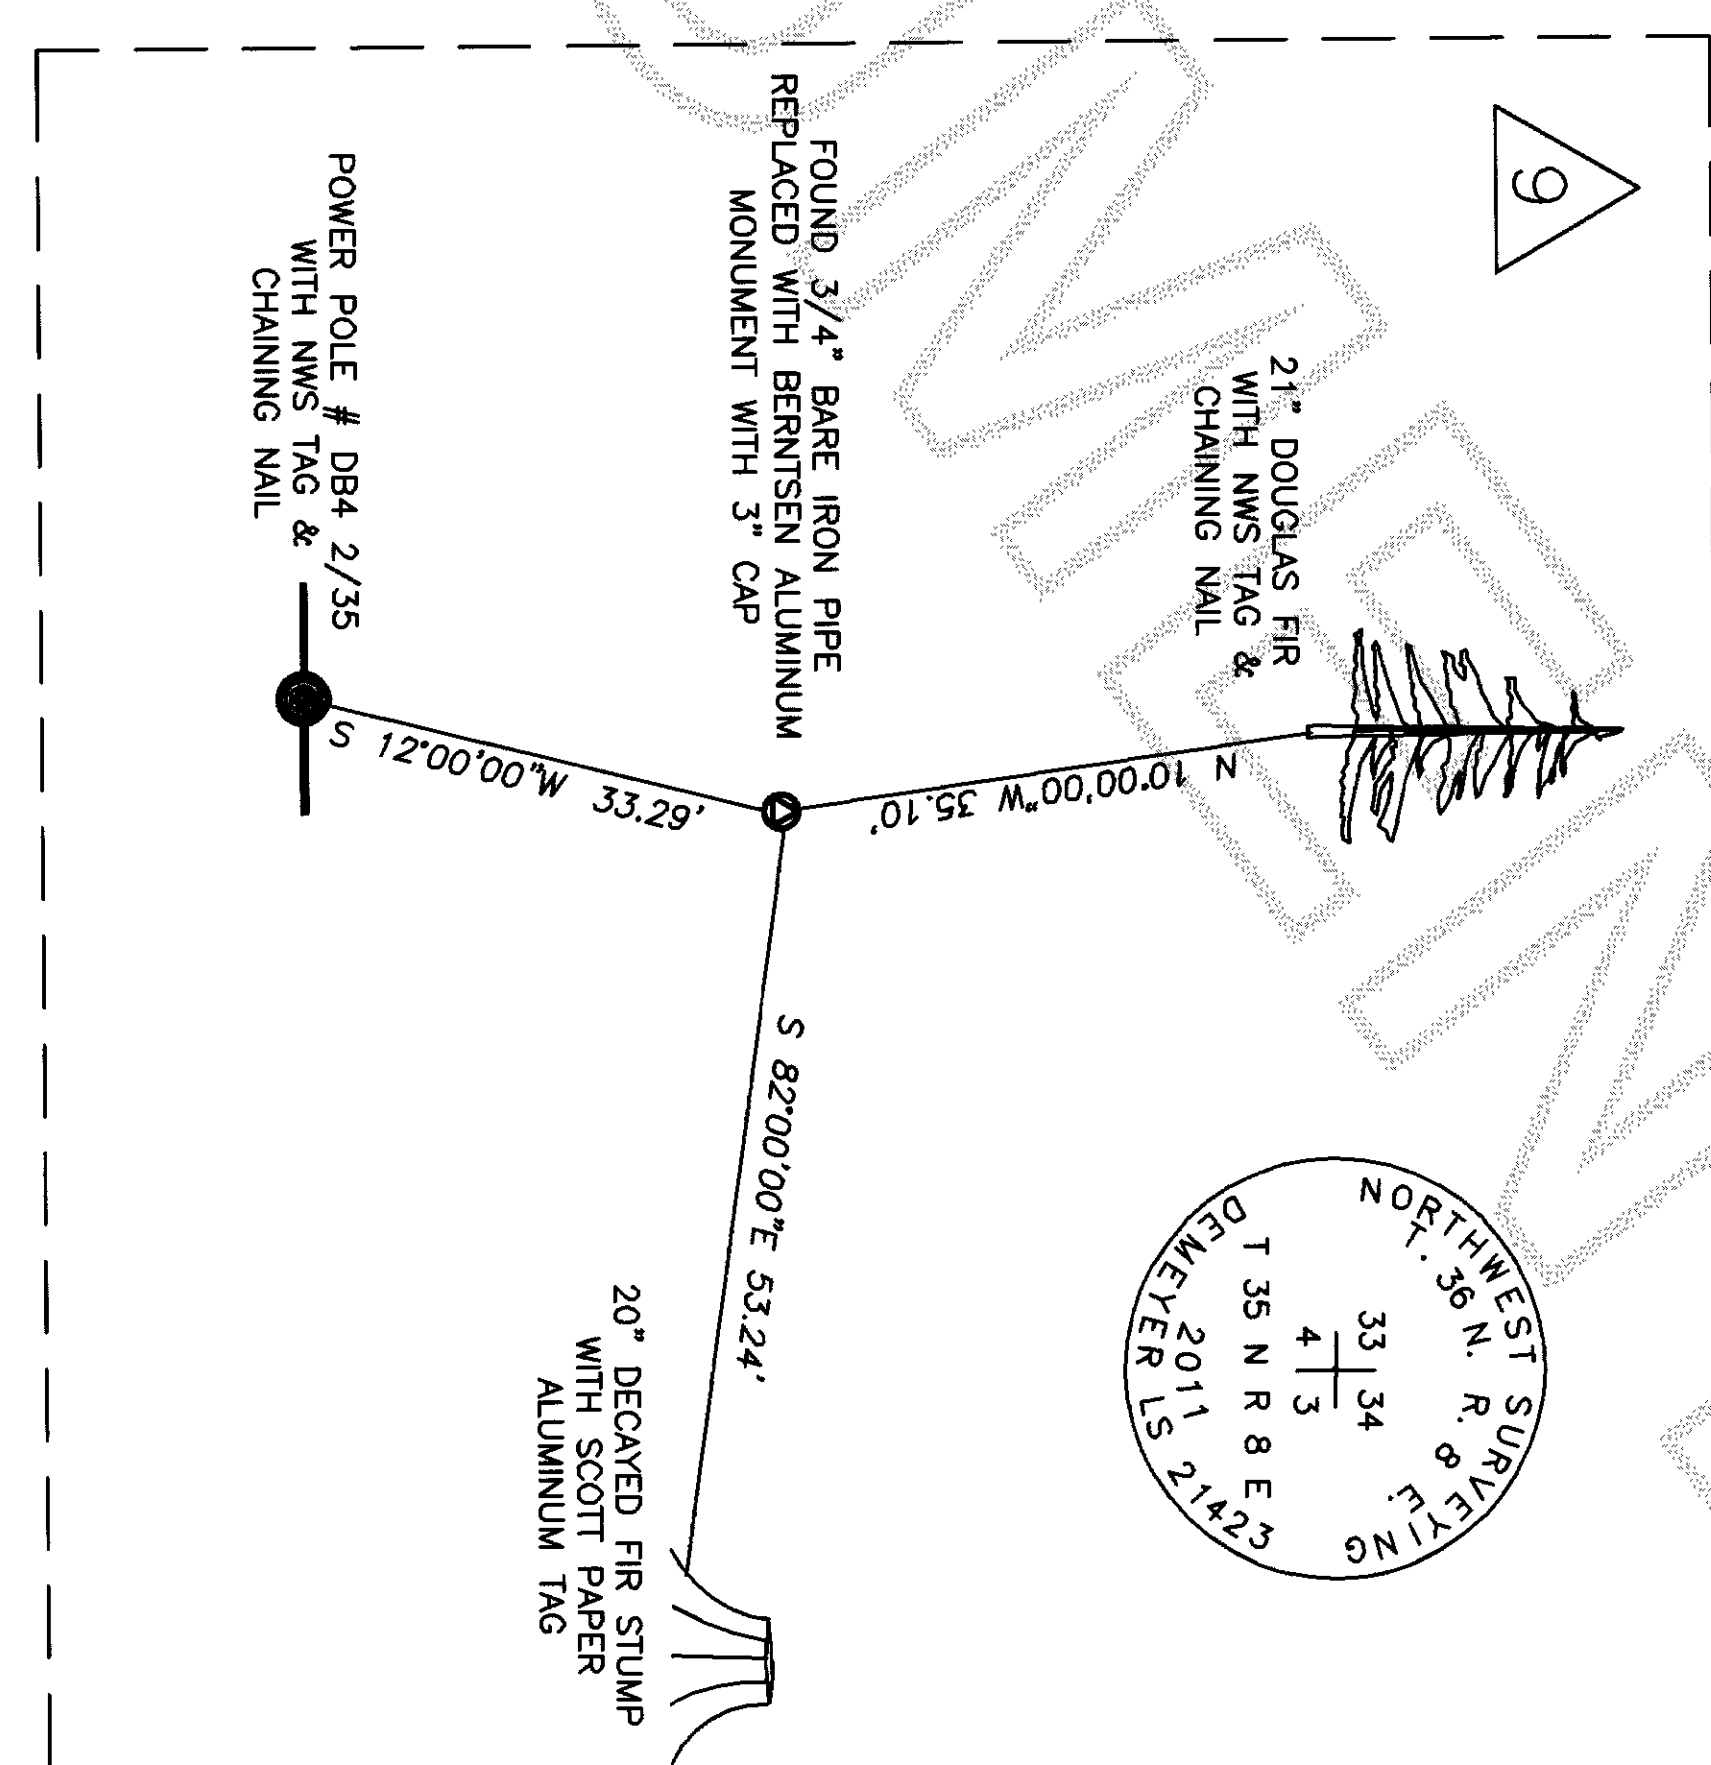 9
21" DOUGLAS FIR
WITH NWS TAG &
CHAINING NAIL
N 10°00'00"W 35.10'
FOUND 3/4" BARE IRON PIPE
REPLACED WITH BERNTSEN ALUMINUM
MONUMENT WITH 3" CAP
S 12°00'00"W 33.29'
POWER POLE # DB4 2/35
WITH NWS TAG &
CHAINING NAIL
S 82°00'00"E 53.24'
20" DECAYED FIR STUMP
WITH SCOTT PAPER
ALUMINUM TAG
NORTHWEST SURVEYING
T. 36 N. R. 8 E.
33 34
4 3
T 35 N R 8 E
2011
DEMEYER LS 21423